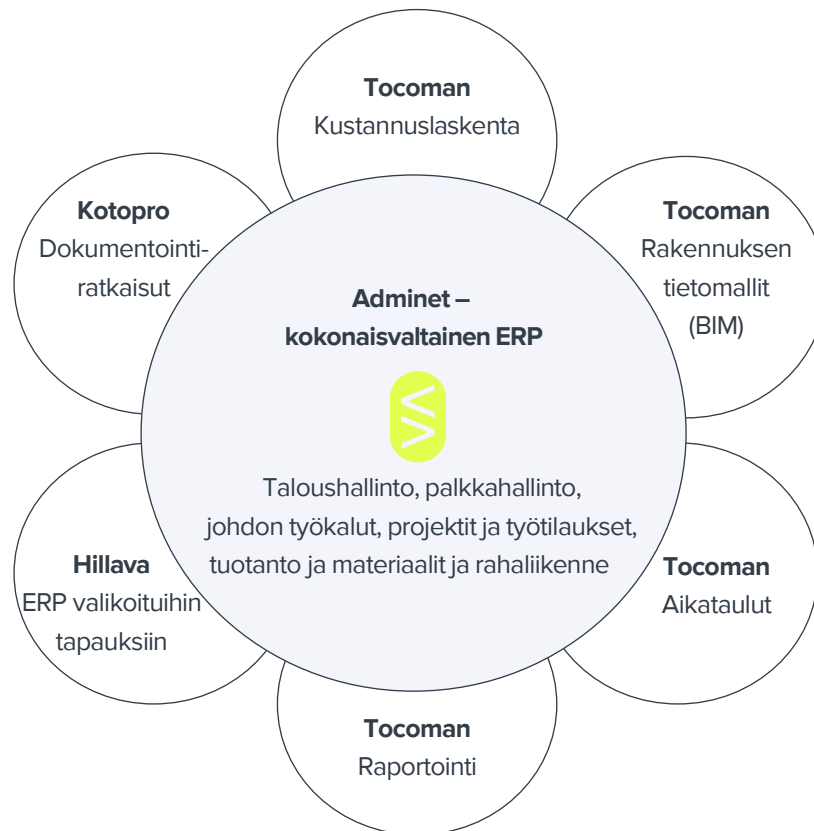 Tocoman
Kustannuslaskenta
Kotopro
Dokumentointi-
ratkaisut
Tocoman
Rakennuksen
tietomallit
(BIM)
Adminet –
kokonaisvaltainen ERP
Taloushallinto, palkkahallinto,
johdon työkalut, projektit ja työtilaukset,
tuotanto ja materiaalit ja rahaliikenne
Hillava
ERP valikoituihin
tapauksiin
Tocoman
Aikataulut
Tocoman
Raportointi